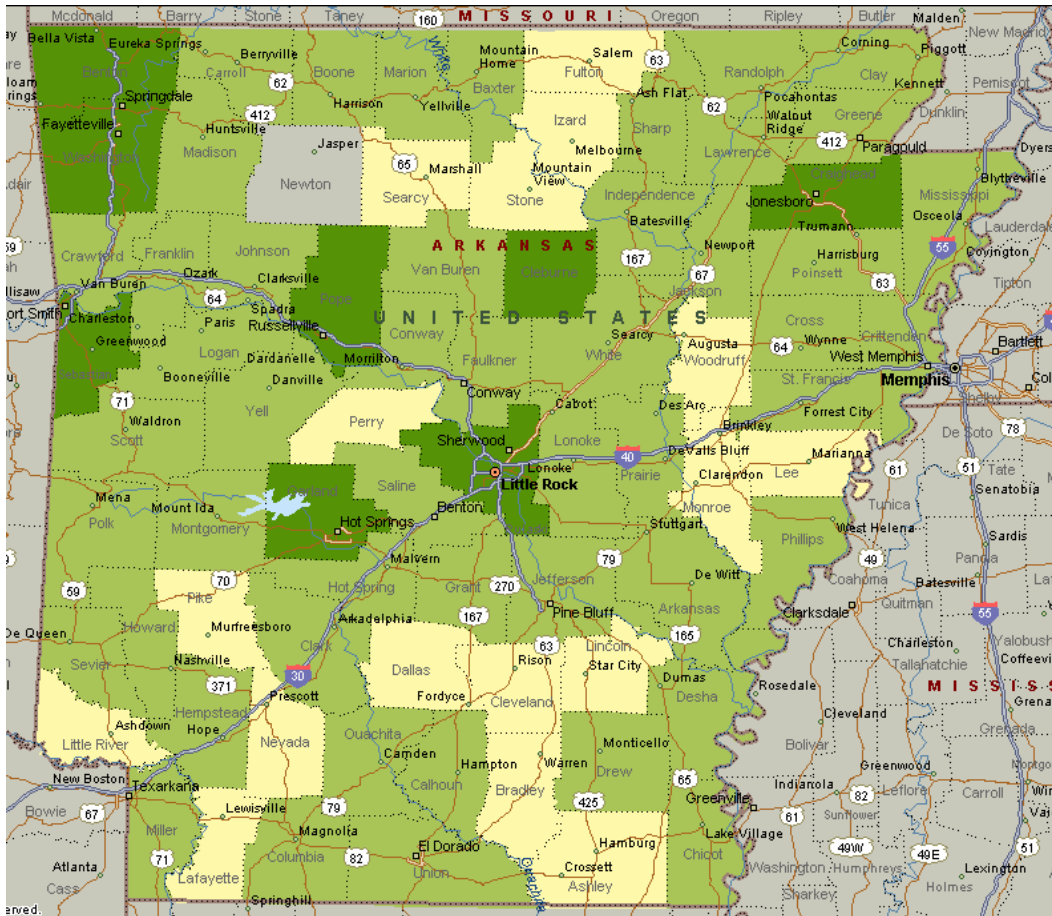 Mcdonald Barry Stone Taney 160 MISSOURI Oregon Ripley Butler Malden
Bella Vista Eureka Springs Berryville White Mountain Home Salem 63 Corning Piggott New Madrid
Benton Carroll Boone Marion Baxter Fulton Randolph Clay Kennett Pemiscot
Springdale 62 Harrison Yellville Ash Flat 62 Pocahontas Dunklin
Fayetteville 412 Huntsville Izard Sharp Walnut Ridge Greene
Washington Madison Jasper 65 Marshall Melbourne Lawrence 412 Paragould
Newton Searcy Mountain View Stone Independence Craighead Blytheville
Jonesboro Mississippi
Batesville Trumann Osceola Lauderdale
59 Crawford Franklin Johnson ARKANSAS 167 Newport Harrisburg 55 Covington
Van Buren Ozark Clarksville Van Buren Cleburne 67 Poinsett Tipton
64 Spadra Pope Jackson 63
Charleston Paris Russellville UNITED STATES Cross
Greenwood Logan Dardanelle Conway Searcy Augusta 64 Wynne Crittenden Bartlett
Sebastian Booneville Danville Morrilton Faulkner White Woodruff St. Francis West Memphis Memphis
71 Yell Conway Cabot Des Arc Forrest City Shelby
Waldron Perry Sherwood Lonoke Brinkley De Soto 78
Scott Lonoke 40 DeValls Bluff Marianna 61 51 Tate
Mena Garland Saline Little Rock Prairie Clarendon Lee Senatobia
Polk Mount Ida Montgomery Hot Springs Benton Pulaski Stuttgart Monroe West Helena Tunica
Malvern 79 Phillips 49 Sardis
59 70 Hot Spring Grant 270 Jefferson De Witt Coahoma Panola Batesville
Pike Arkadelphia 167 Pine Bluff Arkansas Clarksdale Quitman 55
De Queen Howard Murfreesboro Clark 63 Lincoln 165 Charleston Yalobusha
Sevier Nashville 30 Dallas Rison Star City Tallahatchie Coffeevil
371 Prescott Fordyce Cleveland Dumas Desha Rosedale MISSISS
Ashdown Hempstead Ouachita Cleveland Grena
Little River Hope Nevada Camden Monticello Bolivar Grenada
New Boston Hampton Warren Drew 65 Greenwood
Texarkana Calhoun Bradley Indianola 82 Leflore Carroll
Bowie 67 Lewisville 79 425 Greenville 61 Sunflower
Miller Magnolia Lake Village
71 Columbia 82 El Dorado Hamburg Chicot 49W 49E 51
Atlanta Lafayette Union Crossett Washington Humphreys Lexington
Cass Springhill Ouachita Ashley Sharkey Holmes
erved.